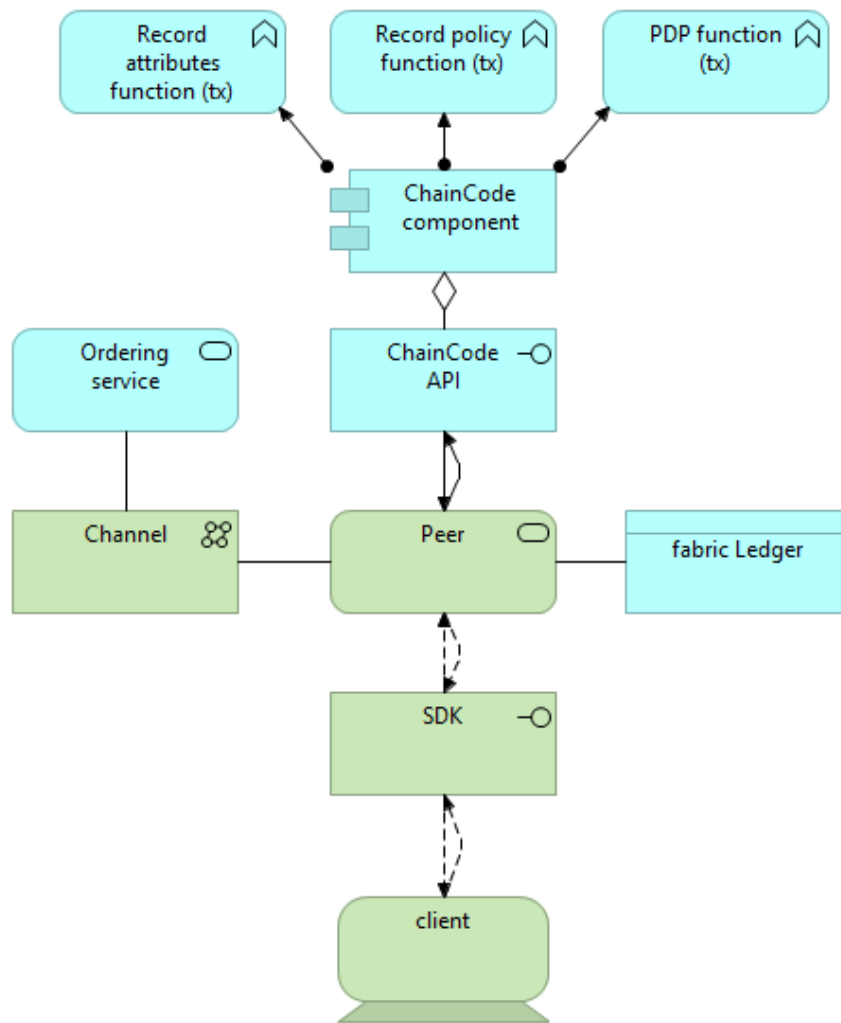 Record
attributes
function (tx)
Record policy
function (tx)
PDP function
(tx)
ChainCode
component
Ordering
service
ChainCode
API
Channel
Peer
fabric Ledger
SDK
client